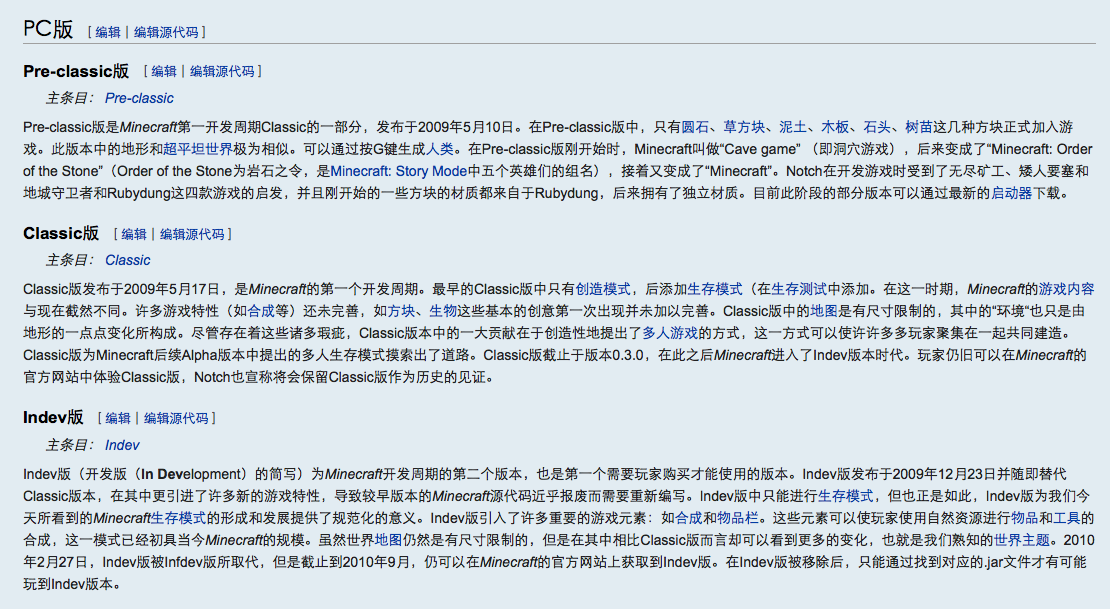 PC版 [ 编辑 | 编辑源代码 ]
Pre-classic版 [ 编辑 | 编辑源代码 ]
主条目： Pre-classic
Pre-classic版是Minecraft第一开发周期Classic的一部分，发布于2009年5月10日。在Pre-classic版中，只有圆石、草方块、泥土、木板、石头、树苗这几种方块正式加入游
戏。此版本中的地形和超平坦世界极为相似。可以通过按G键生成人类。在Pre-classic版刚开始时，Minecraft叫做“Cave game” （即洞穴游戏），后来变成了“Minecraft: Order
of the Stone”（Order of the Stone为岩石之令，是Minecraft: Story Mode中五个英雄们的组名），接着又变成了“Minecraft”。Notch在开发游戏时受到了无尽矿工、矮人要塞和
地城守卫者和Rubydung这四款游戏的启发，并且刚开始的一些方块的材质都来自于Rubydung，后来拥有了独立材质。目前此阶段的部分版本可以通过最新的启动器下载。
Classic版 [ 编辑 | 编辑源代码 ]
主条目： Classic
Classic版发布于2009年5月17日，是Minecraft的第一个开发周期。最早的Classic版中只有创造模式，后添加生存模式（在生存测试中添加。在这一时期，Minecraft的游戏内容
与现在截然不同。许多游戏特性（如合成等）还未完善，如方块、生物这些基本的创意第一次出现并未加以完善。Classic版中的地图是有尺寸限制的，其中的“环境“也只是由
地形的一点点变化所构成。尽管存在着这些诸多瑕疵，Classic版本中的一大贡献在于创造性地提出了多人游戏的方式，这一方式可以使许许多多玩家聚集在一起共同建造。
Classic版为Minecraft后续Alpha版本中提出的多人生存模式摸索出了道路。Classic版截止于版本0.3.0，在此之后Minecraft进入了Indev版本时代。玩家仍旧可以在Minecraft的
官方网站中体验Classic版，Notch也宣称将会保留Classic版作为历史的见证。
Indev版 [ 编辑 | 编辑源代码 ]
主条目： Indev
Indev版（开发版（In Development）的简写）为Minecraft开发周期的第二个版本，也是第一个需要玩家购买才能使用的版本。Indev版发布于2009年12月23日并随即替代
Classic版本，在其中更引进了许多新的游戏特性，导致较早版本的Minecraft源代码近乎报废而需要重新编写。Indev版中只能进行生存模式，但也正是如此，Indev版为我们今
天所看到的Minecraft生存模式的形成和发展提供了规范化的意义。Indev版引入了许多重要的游戏元素：如合成和物品栏。这些元素可以使玩家使用自然资源进行物品和工具的
合成，这一模式已经初具当今Minecraft的规模。虽然世界地图仍然是有尺寸限制的，但是在其中相比Classic版而言却可以看到更多的变化，也就是我们熟知的世界主题。2010
年2月27日，Indev版被Infdev版所取代，但是截止到2010年9月，仍可以在Minecraft的官方网站上获取到Indev版。在Indev版被移除后，只能通过找到对应的.jar文件才有可能
玩到Indev版本。